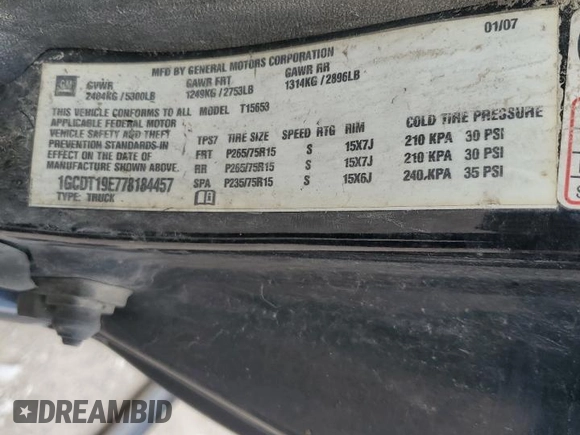 01/07
MFD BY GENERAL MOTORS CORPORATION
GM GVWR GAWR FRT GAWR RR
2404KG/5300LB 1249KG/2753LB 1314KG/2896LB
THIS VEHICLE CONFORMS TO ALL MODEL T15653
APPLICABLE FEDERAL MOTOR
VEHICLE SAFETY AND THEFT
PREVENTION STANDARDS IN
EFFECT ON THE DATE OF
MANUFACTURE SHOWN ABOVE.
1GCDT19E778184457
TYPE: TRUCK
TPS7 TIRE SIZE SPEED RTG RIM COLD TIRE PRESSURE
FRT P265/75R15 S 15X7J 210 KPA 30 PSI
RR P265/75R15 S 15X7J 210 KPA 30 PSI
SPA P235/75R15 S 15X6J 240 KPA 35 PSI
DREAMBID